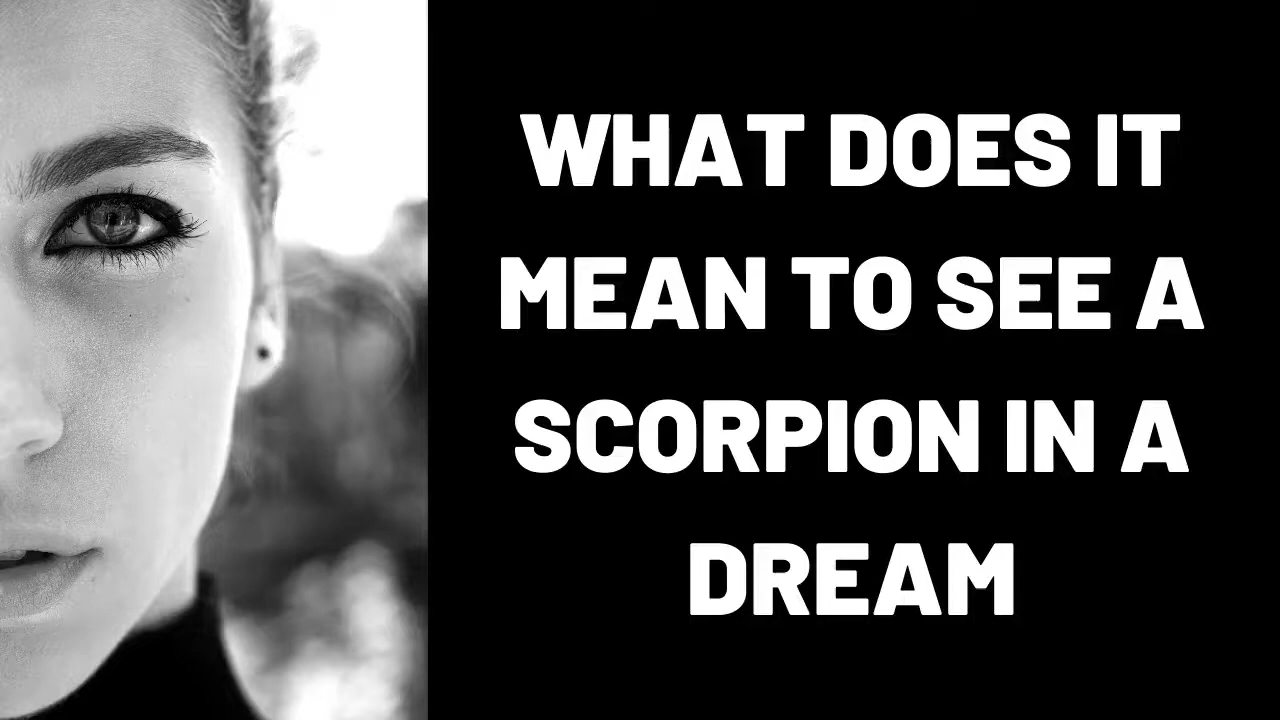 WHAT DOES IT
MEAN TO SEE A
SCORPION IN A
DREAM